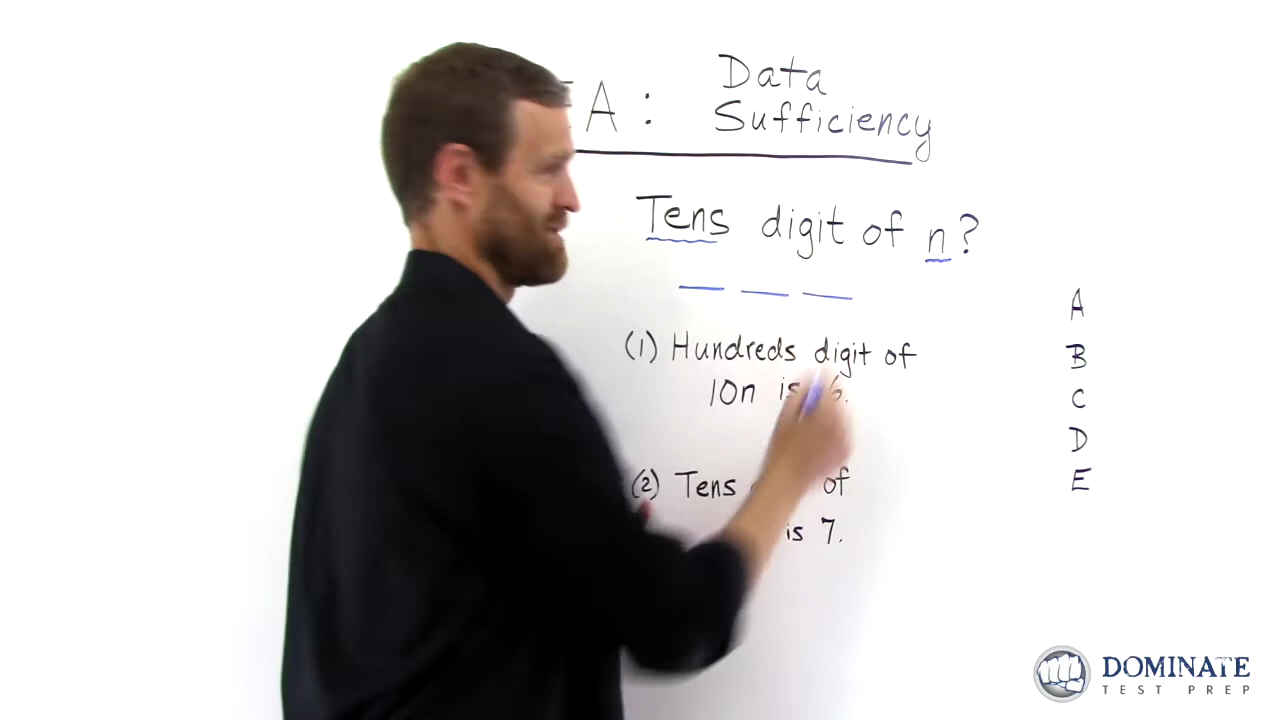 A: Data
Sufficiency
Tens digit of n?
(1) Hundreds digit of
10n is 6.
(2) Tens of
is 7.
A
B
C
D
E
DOMINATE
TEST PREP